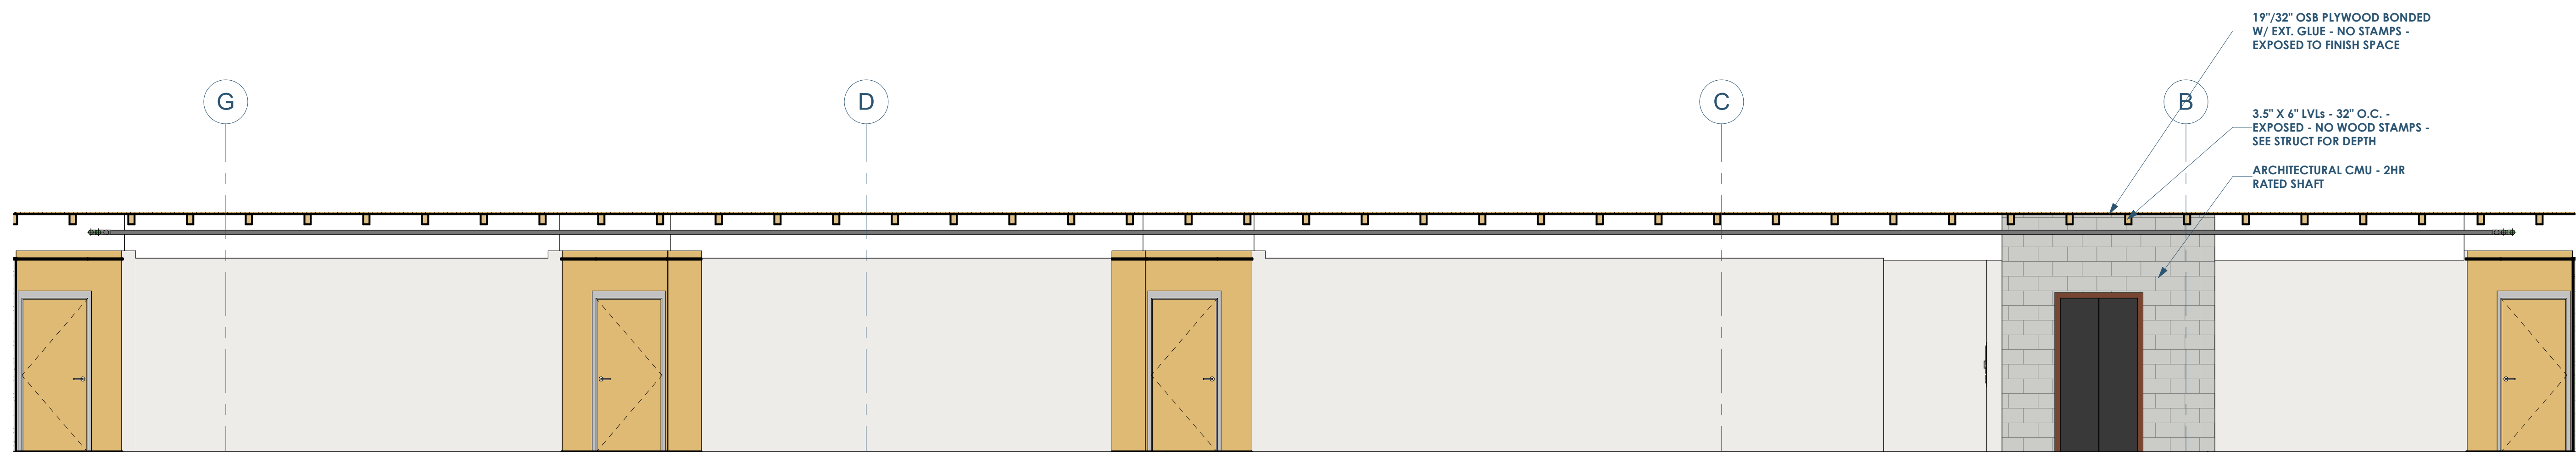 19"/32" OSB PLYWOOD BONDED
W/ EXT. GLUE - NO STAMPS -
EXPOSED TO FINISH SPACE
G
D
C
B
3.5" X 6" LVLs - 32" O.C. -
EXPOSED - NO WOOD STAMPS -
SEE STRUCT FOR DEPTH
ARCHITECTURAL CMU - 2HR
RATED SHAFT